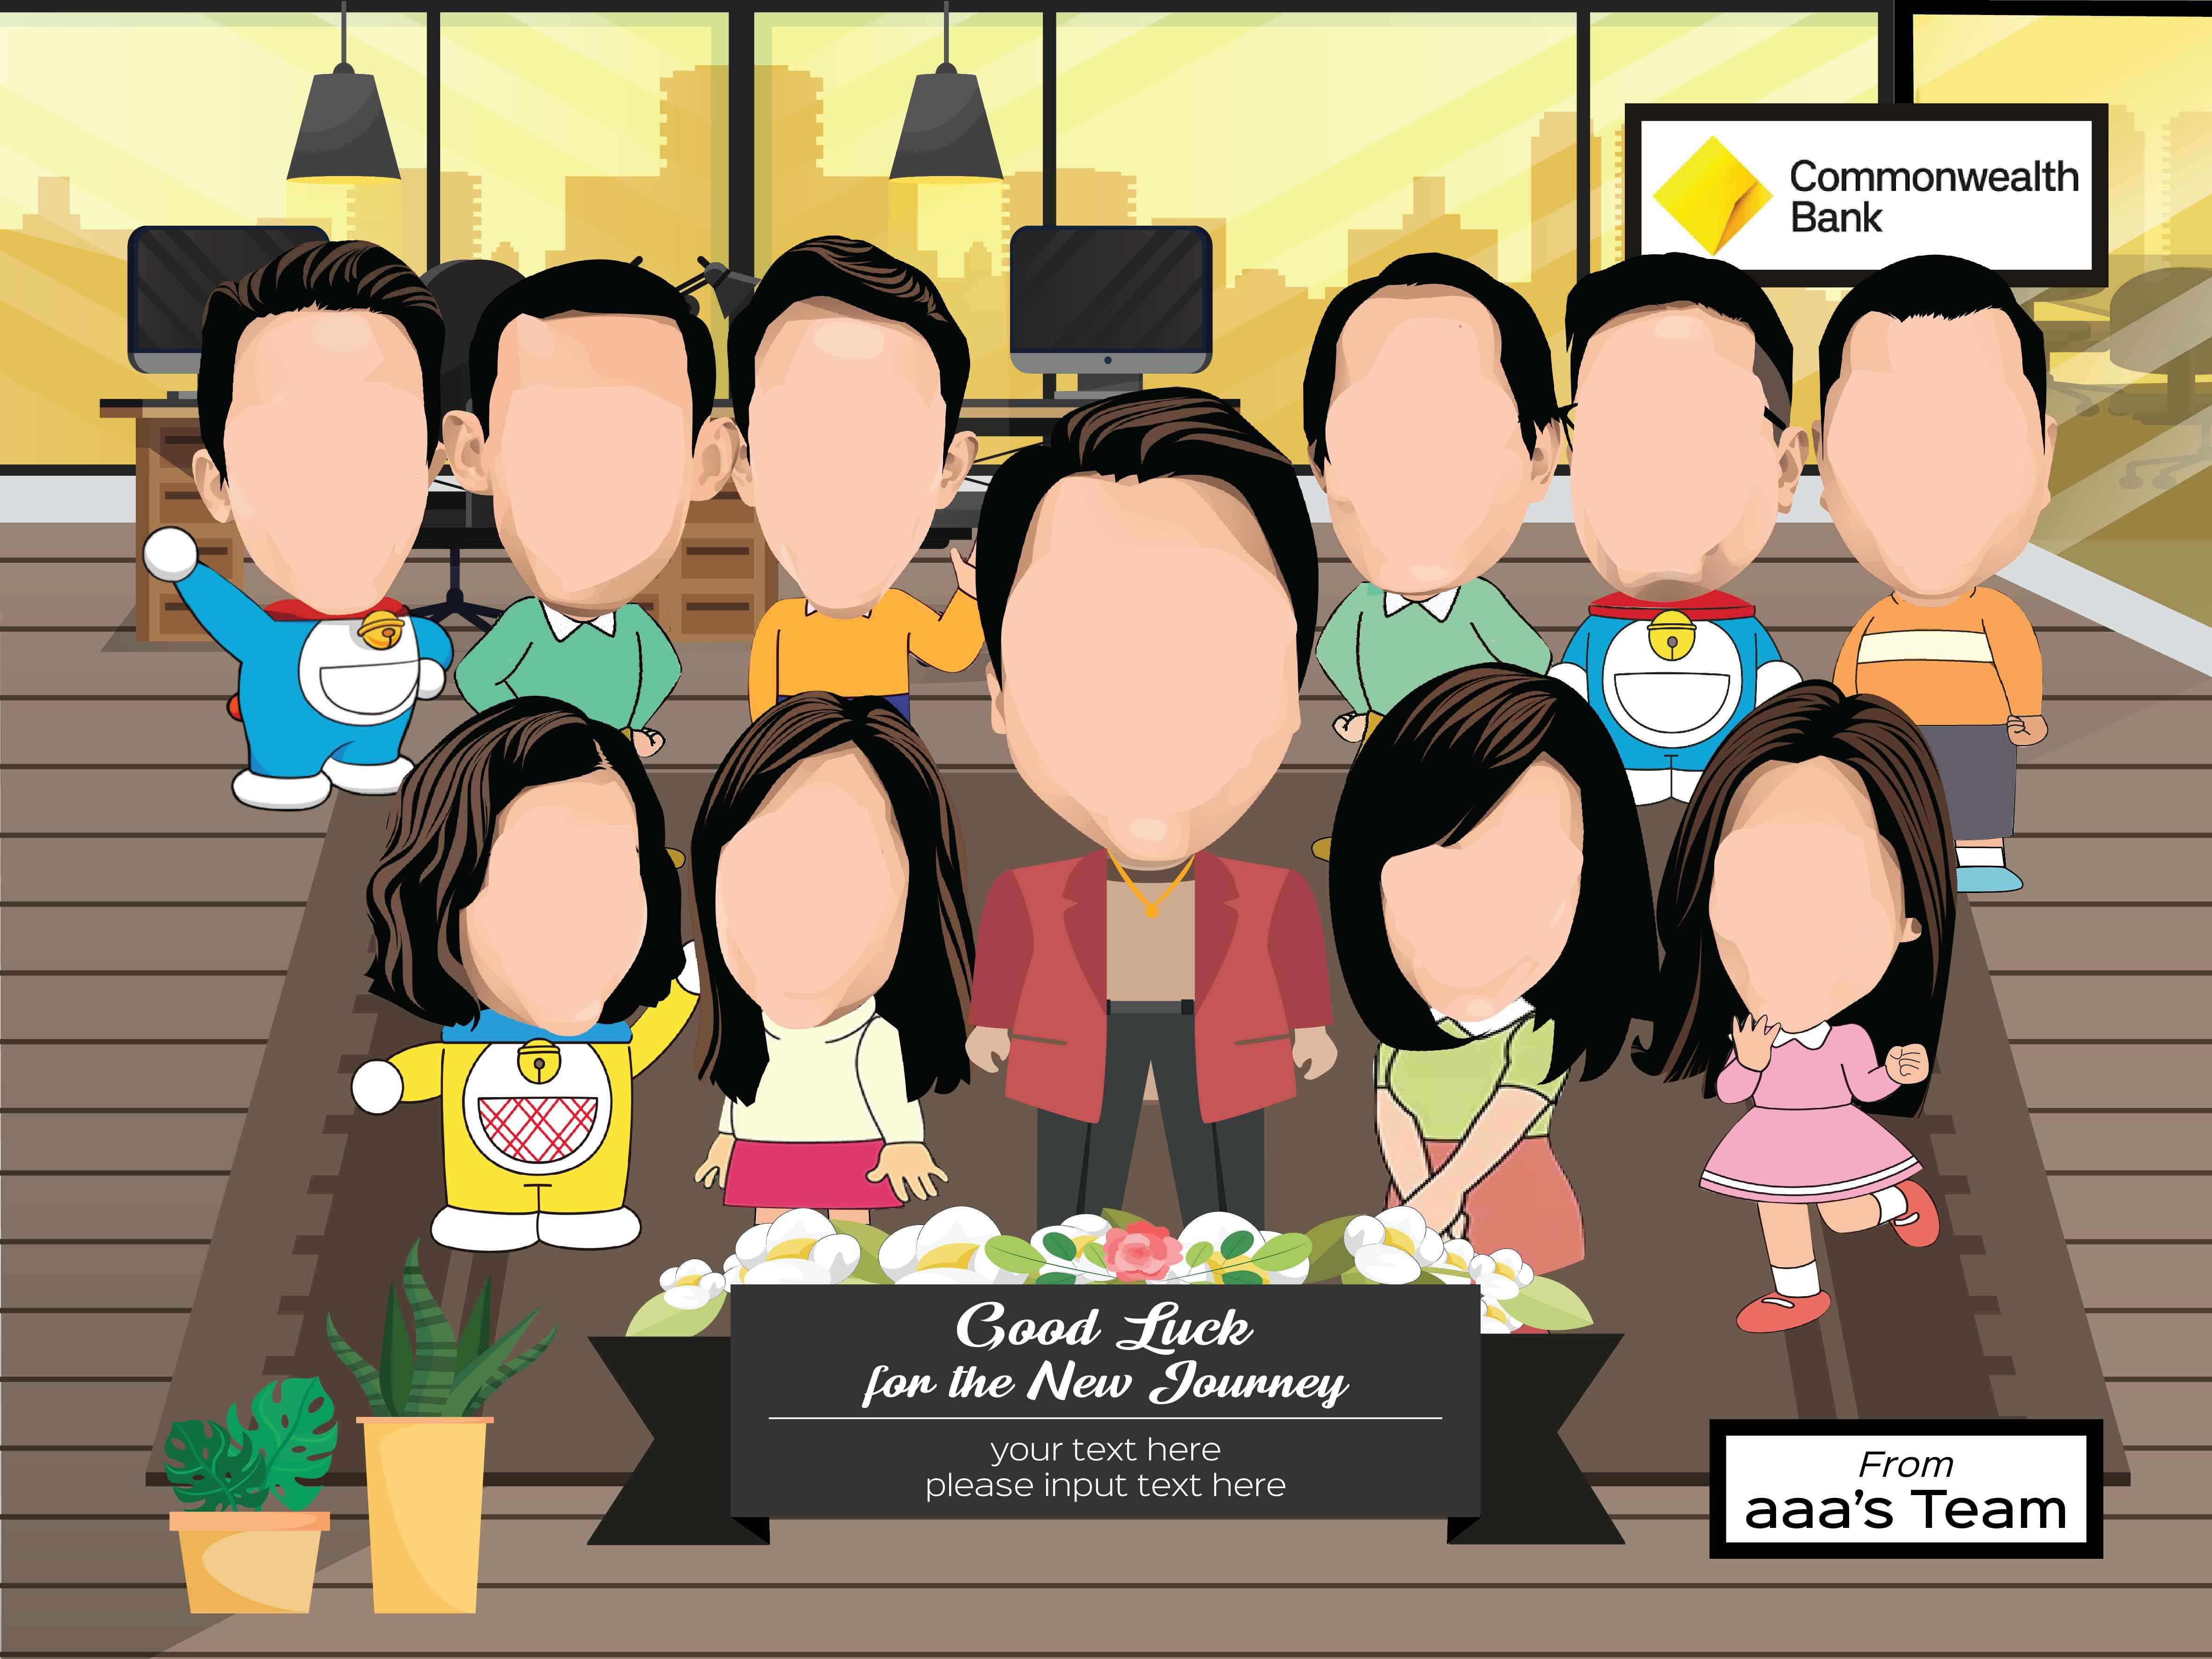 Commonwealth
Bank
Good Luck
for the New Journey
your text here
please input text here
From
aaa's Team